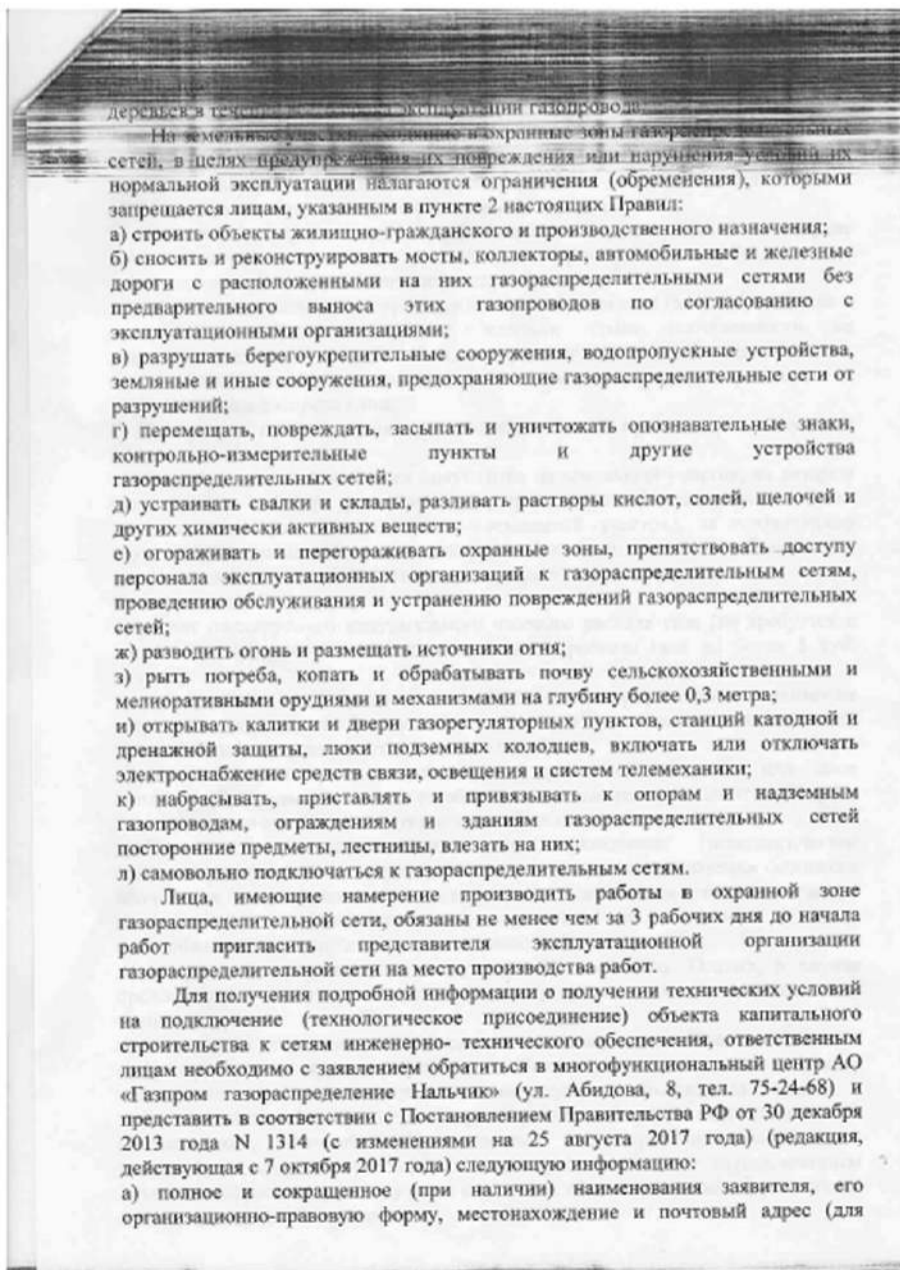 деревьев в течение эксплуатации газопровода.
На земельные участки, входящие в охранные зоны газораспределительных
сетей, в целях предупреждения их повреждения или нарушения условий их
нормальной эксплуатации налагаются ограничения (обременения), которыми
запрещается лицам, указанным в пункте 2 настоящих Правил:
а) строить объекты жилищно-гражданского и производственного назначения;
б) сносить и реконструировать мосты, коллекторы, автомобильные и железные
дороги с расположенными на них газораспределительными сетями без
предварительного выноса этих газопроводов по согласованию с
эксплуатационными организациями;
в) разрушать берегоукрепительные сооружения, водопропускные устройства,
земляные и иные сооружения, предохраняющие газораспределительные сети от
разрушений;
г) перемещать, повреждать, засыпать и уничтожать опознавательные знаки,
контрольно-измерительные пункты и другие устройства
газораспределительных сетей;
д) устраивать свалки и склады, разливать растворы кислот, солей, щелочей и
других химически активных веществ;
е) огораживать и перегораживать охранные зоны, препятствовать доступу
персонала эксплуатационных организаций к газораспределительным сетям,
проведению обслуживания и устранению повреждений газораспределительных
сетей;
ж) разводить огонь и размещать источники огня;
з) рыть погреба, копать и обрабатывать почву сельскохозяйственными и
мелиоративными орудиями и механизмами на глубину более 0,3 метра;
и) открывать калитки и двери газорегуляторных пунктов, станций катодной и
дренажной защиты, люки подземных колодцев, включать или отключать
электроснабжение средств связи, освещения и систем телемеханики;
к) набрасывать, приставлять и привязывать к опорам и надземным
газопроводам, ограждениям и зданиям газораспределительных сетей
посторонние предметы, лестницы, влезать на них;
л) самовольно подключаться к газораспределительным сетям.
Лица, имеющие намерение производить работы в охранной зоне
газораспределительной сети, обязаны не менее чем за 3 рабочих дня до начала
работ пригласить представителя эксплуатационной организации
газораспределительной сети на место производства работ.
Для получения подробной информации о получении технических условий
на подключение (технологическое присоединение) объекта капитального
строительства к сетям инженерно- технического обеспечения, ответственным
лицам необходимо с заявлением обратиться в многофункциональный центр АО
«Газпром газораспределение Нальчик» (ул. Абидова, 8, тел. 75-24-68) и
представить в соответствии с Постановлением Правительства РФ от 30 декабря
2013 года N 1314 (с изменениями на 25 августа 2017 года) (редакция,
действующая с 7 октября 2017 года) следующую информацию:
а) полное и сокращенное (при наличии) наименования заявителя, его
организационно-правовую форму, местонахождение и почтовый адрес (для